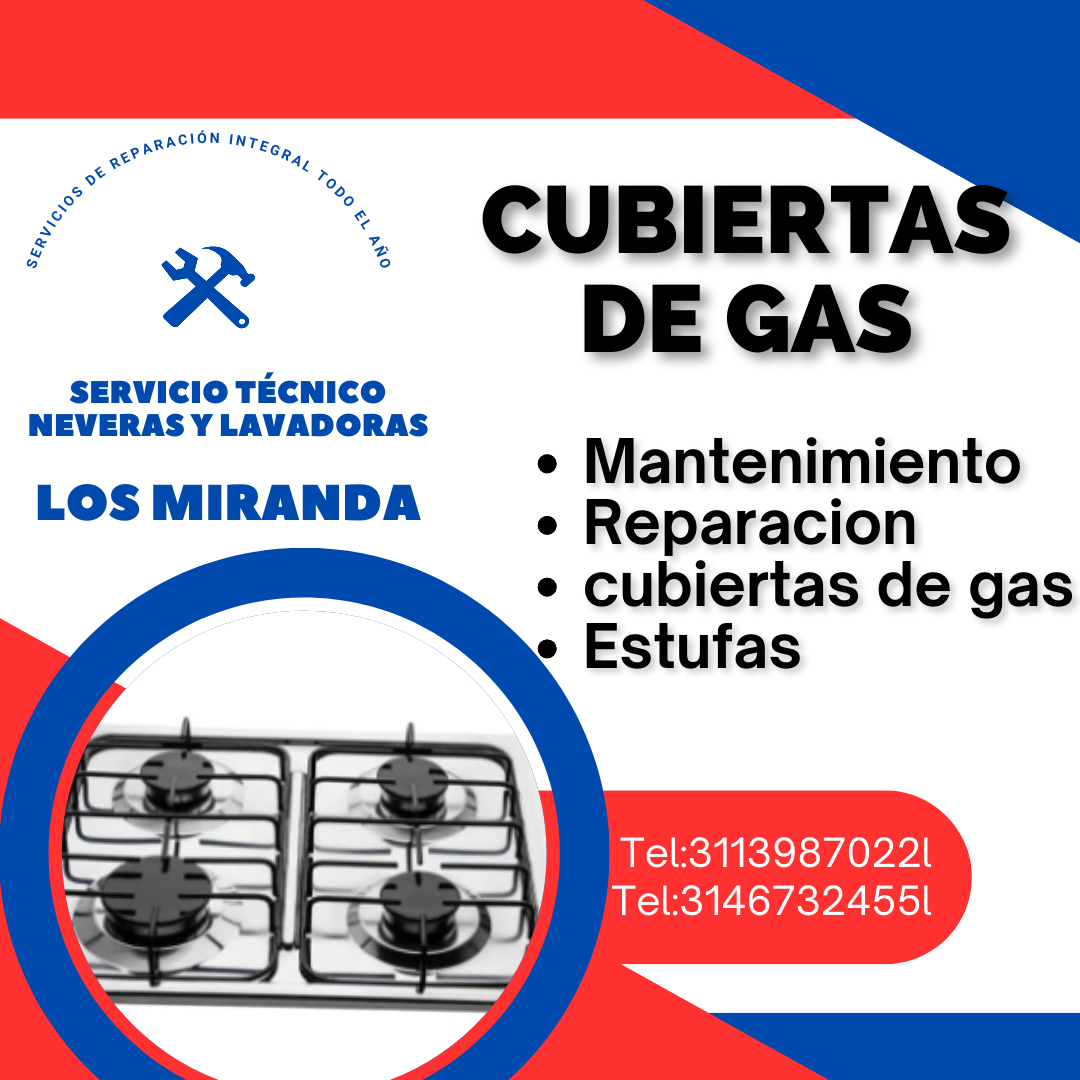 SERVICIOS DE REPARACIÓN INTEGRAL TODO EL AÑO
SERVICIO TÉCNICO
NEVERAS Y LAVADORAS
LOS MIRANDA
CUBIERTAS
DE GAS
• Mantenimiento
• Reparacion
• cubiertas de gas
• Estufas
Tel:3113987022l
Tel:3146732455l